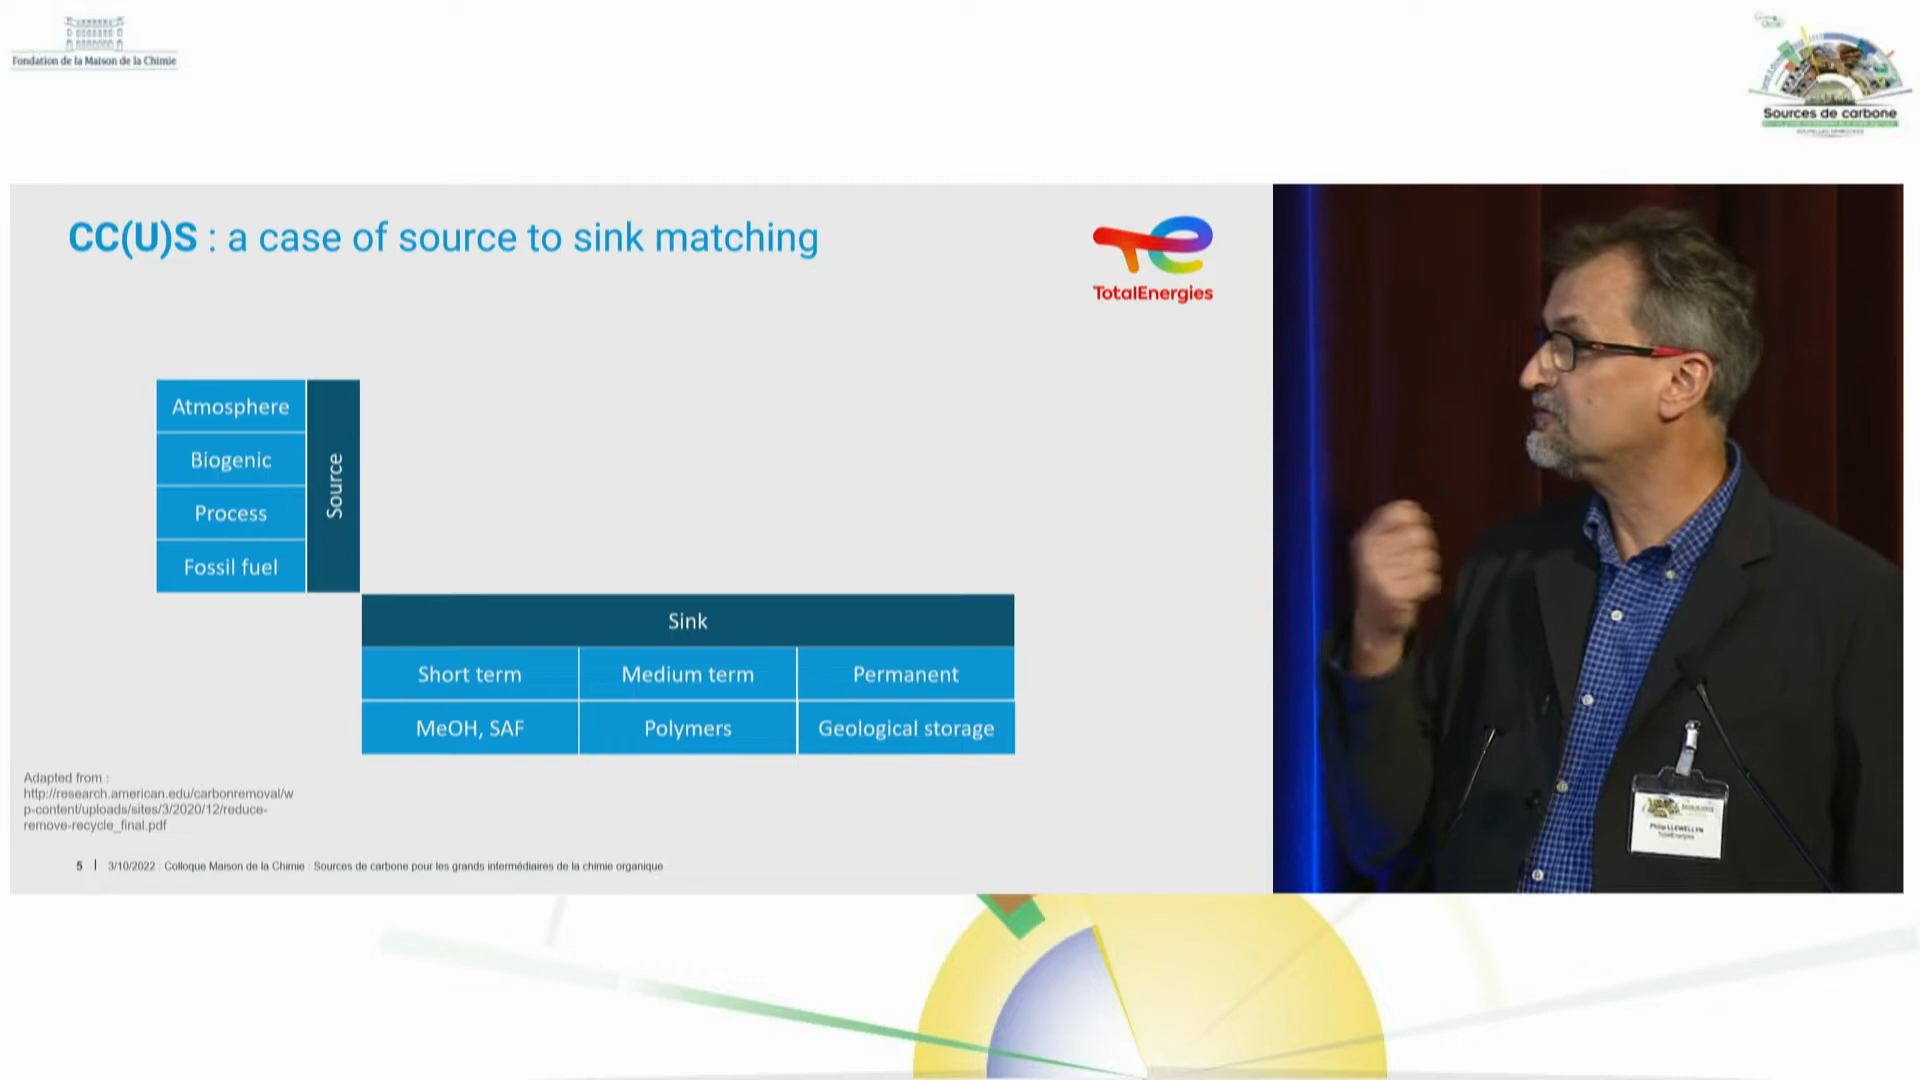 Fondation de la Maison de la Chimie
Sources de carbone
CC(U)S : a case of source to sink matching
TotalEnergies
Atmosphere
Biogenic
Process
Fossil fuel
Source
Sink
Short term
Medium term
Permanent
MeOH, SAF
Polymers
Geological storage
Adapted from :
http://research.american.edu/carbonremoval/w
p-content/uploads/sites/3/2020/12/reduce-
remove-recycle_final.pdf
5 | 3/10/2022 : Colloque Maison de la Chimie : Sources de carbone pour les grands intermédiaires de la chimie organique
Philip LLEWELLYN
TotalEnergies